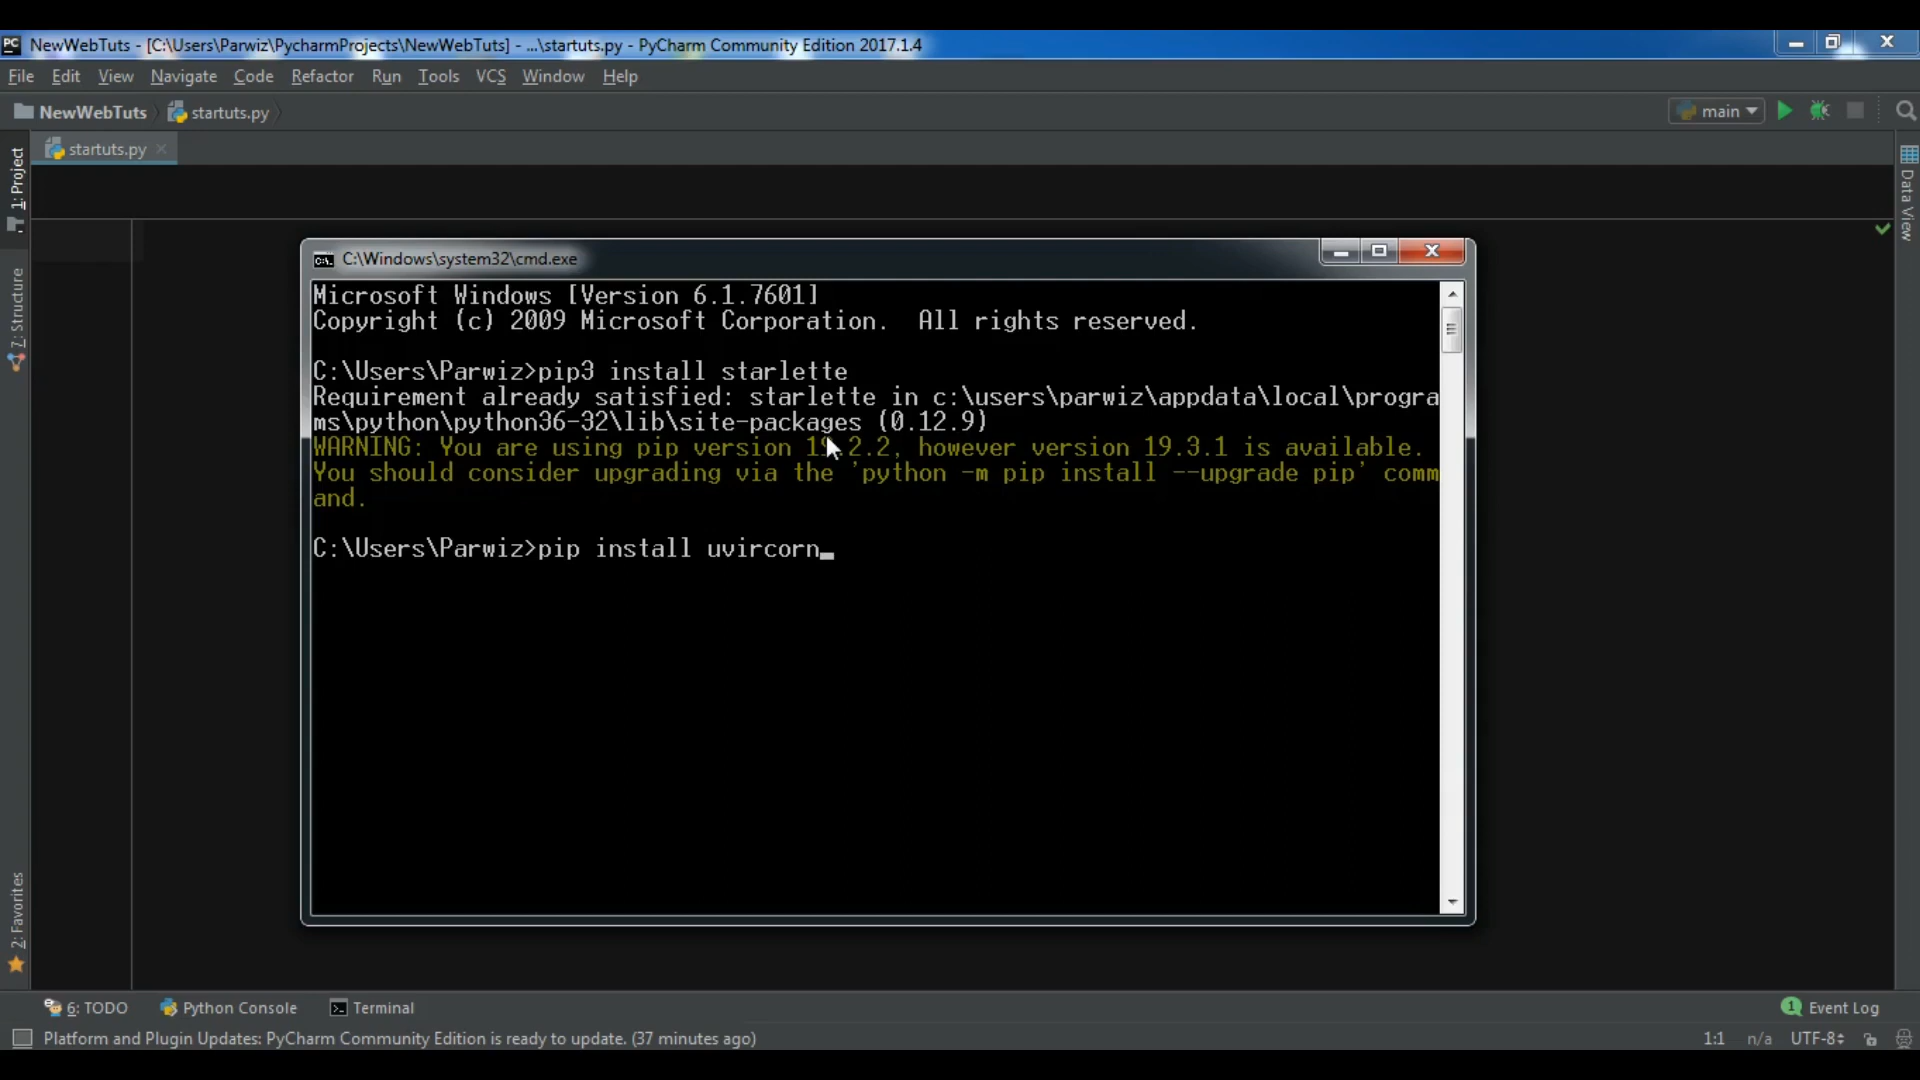 PC NewWebTuts - [C:\Users\Parwiz\PycharmProjects\NewWebTuts] - ...\startuts.py - PyCharm Community Edition 2017.1.4
File Edit View Navigate Code Refactor Run Tools VCS Window Help
NewWebTuts startuts.py main
startuts.py
1: Project
7: Structure
2: Favorites
Data View
C:\Windows\system32\cmd.exe
Microsoft Windows [Version 6.1.7601]
Copyright (c) 2009 Microsoft Corporation.  All rights reserved.
C:\Users\Parwiz>pip3 install starlette
Requirement already satisfied: starlette in c:\users\parwiz\appdata\local\progra
ms\python\python36-32\lib\site-packages (0.12.9)
WARNING: You are using pip version 19.2.2, however version 19.3.1 is available.
You should consider upgrading via the 'python -m pip install --upgrade pip' comm
and.
C:\Users\Parwiz>pip install uvircorn_
6: TODO Python Console Terminal 1 Event Log
Platform and Plugin Updates: PyCharm Community Edition is ready to update. (37 minutes ago) 1:1 n/a UTF-8